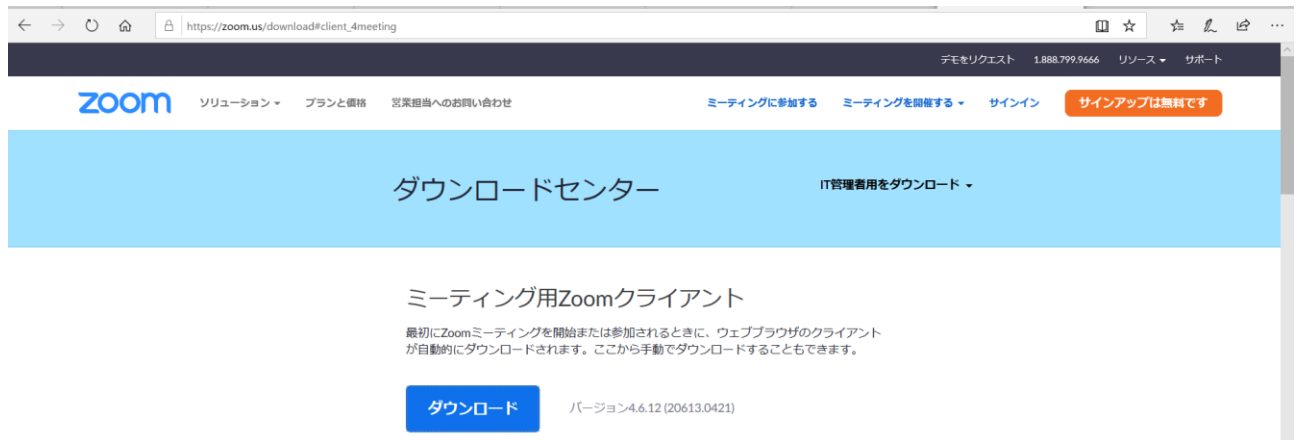 https://zoom.us/download#client_4meeting
デモをリクエスト 1.888.799.9666 リソース サポート
zoom ソリューション プランと価格 営業担当へのお問い合わせ ミーティングに参加する ミーティングを開催する サインイン サインアップは無料です
ダウンロードセンター IT管理者用をダウンロード
ミーティング用Zoomクライアント
最初にZoomミーティングを開始または参加されるときに、ウェブブラウザのクライアント
が自動的にダウンロードされます。ここから手動でダウンロードすることもできます。
ダウンロード バージョン4.6.12 (20613.0421)